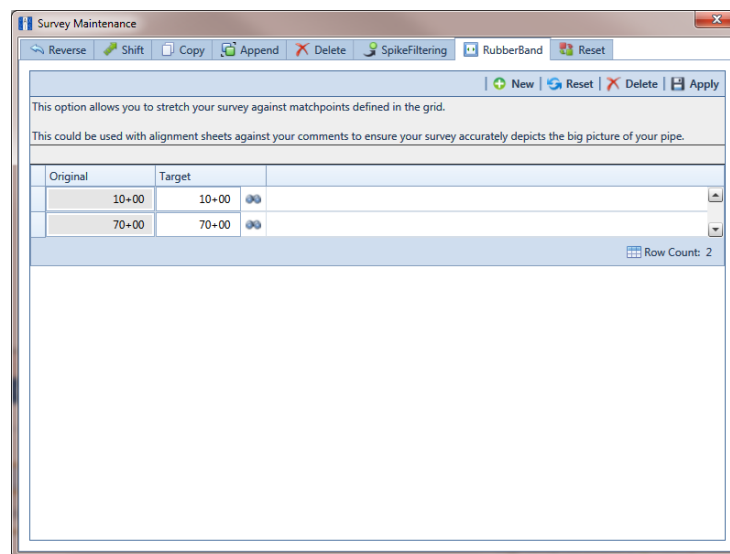 Survey Maintenance
Reverse Shift Copy Append Delete SpikeFiltering RubberBand Reset
New Reset Delete Apply
This option allows you to stretch your survey against matchpoints defined in the grid.
This could be used with alignment sheets against your comments to ensure your survey accurately depicts the big picture of your pipe.
Original Target
10+00 10+00
70+00 70+00
Row Count: 2